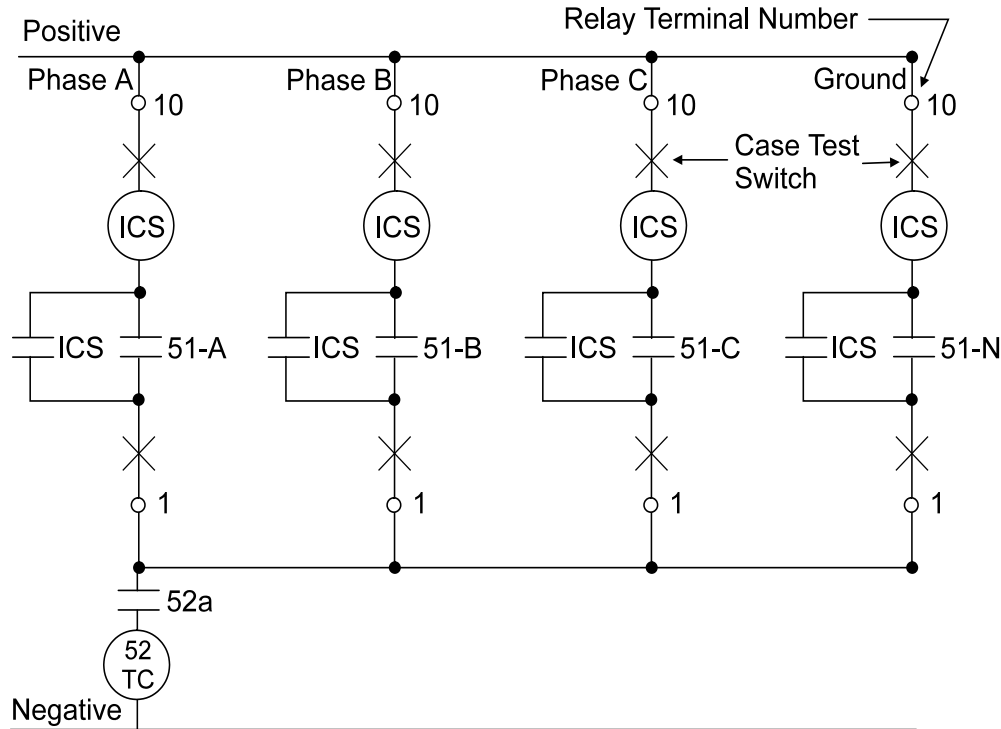 Relay Terminal Number
Positive
Phase A
Phase B
Phase C
Ground
10
10
10
10
Case Test
Switch
ICS
ICS
ICS
ICS
ICS
51-A
ICS
51-B
ICS
51-C
ICS
51-N
1
1
1
1
52a
52
TC
Negative